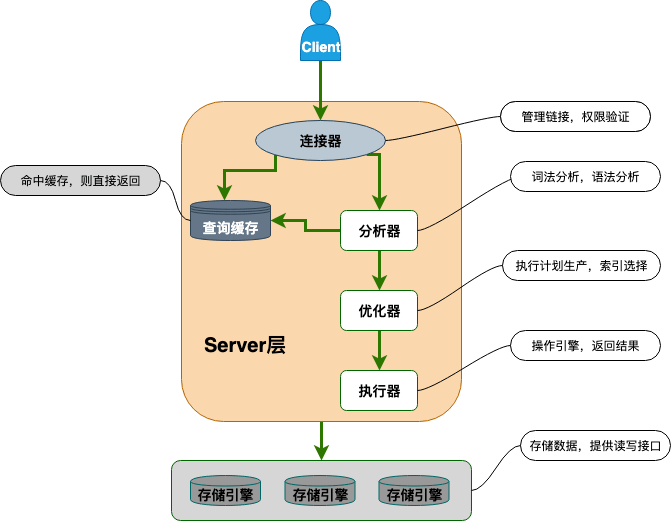 Client
连接器
管理链接，权限验证
命中缓存，则直接返回
词法分析，语法分析
查询缓存
分析器
执行计划生产，索引选择
优化器
Server层
操作引擎，返回结果
执行器
存储数据，提供读写接口
存储引擎
存储引擎
存储引擎